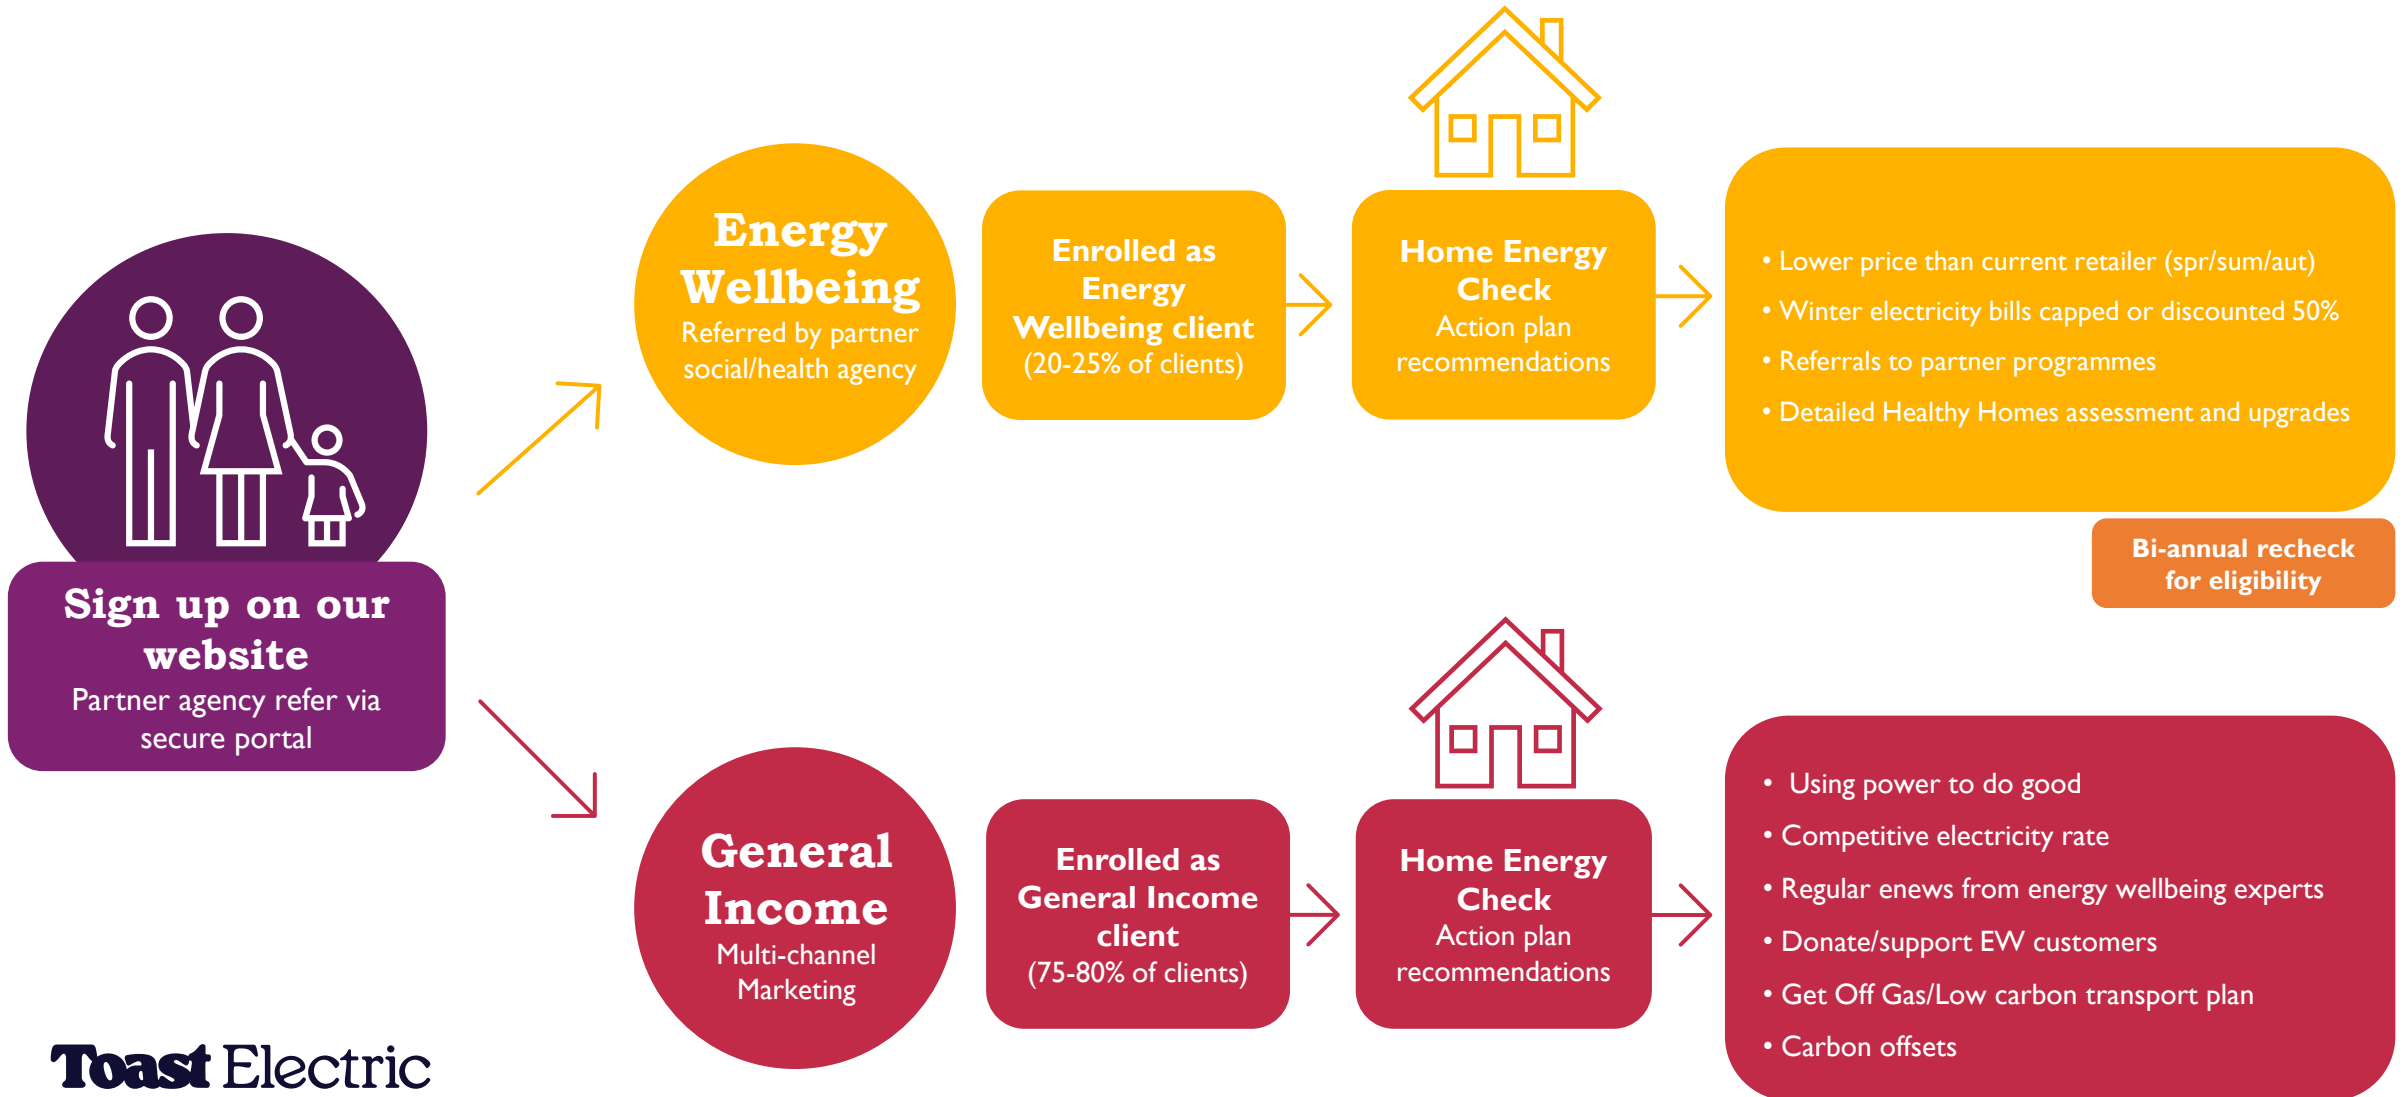 Sign up on our
website
Partner agency refer via
secure portal
Energy
Wellbeing
Referred by partner
social/health agency
Enrolled as
Energy
Wellbeing client
(20-25% of clients)
Home Energy
Check
Action plan
recommendations
• Lower price than current retailer (spr/sum/aut)
• Winter electricity bills capped or discounted 50%
• Referrals to partner programmes
• Detailed Healthy Homes assessment and upgrades
Bi-annual recheck
for eligibility
General
Income
Multi-channel
Marketing
Enrolled as
General Income
client
(75-80% of clients)
Home Energy
Check
Action plan
recommendations
• Using power to do good
• Competitive electricity rate
• Regular enews from energy wellbeing experts
• Donate/support EW customers
• Get Off Gas/Low carbon transport plan
• Carbon offsets
Toast Electric